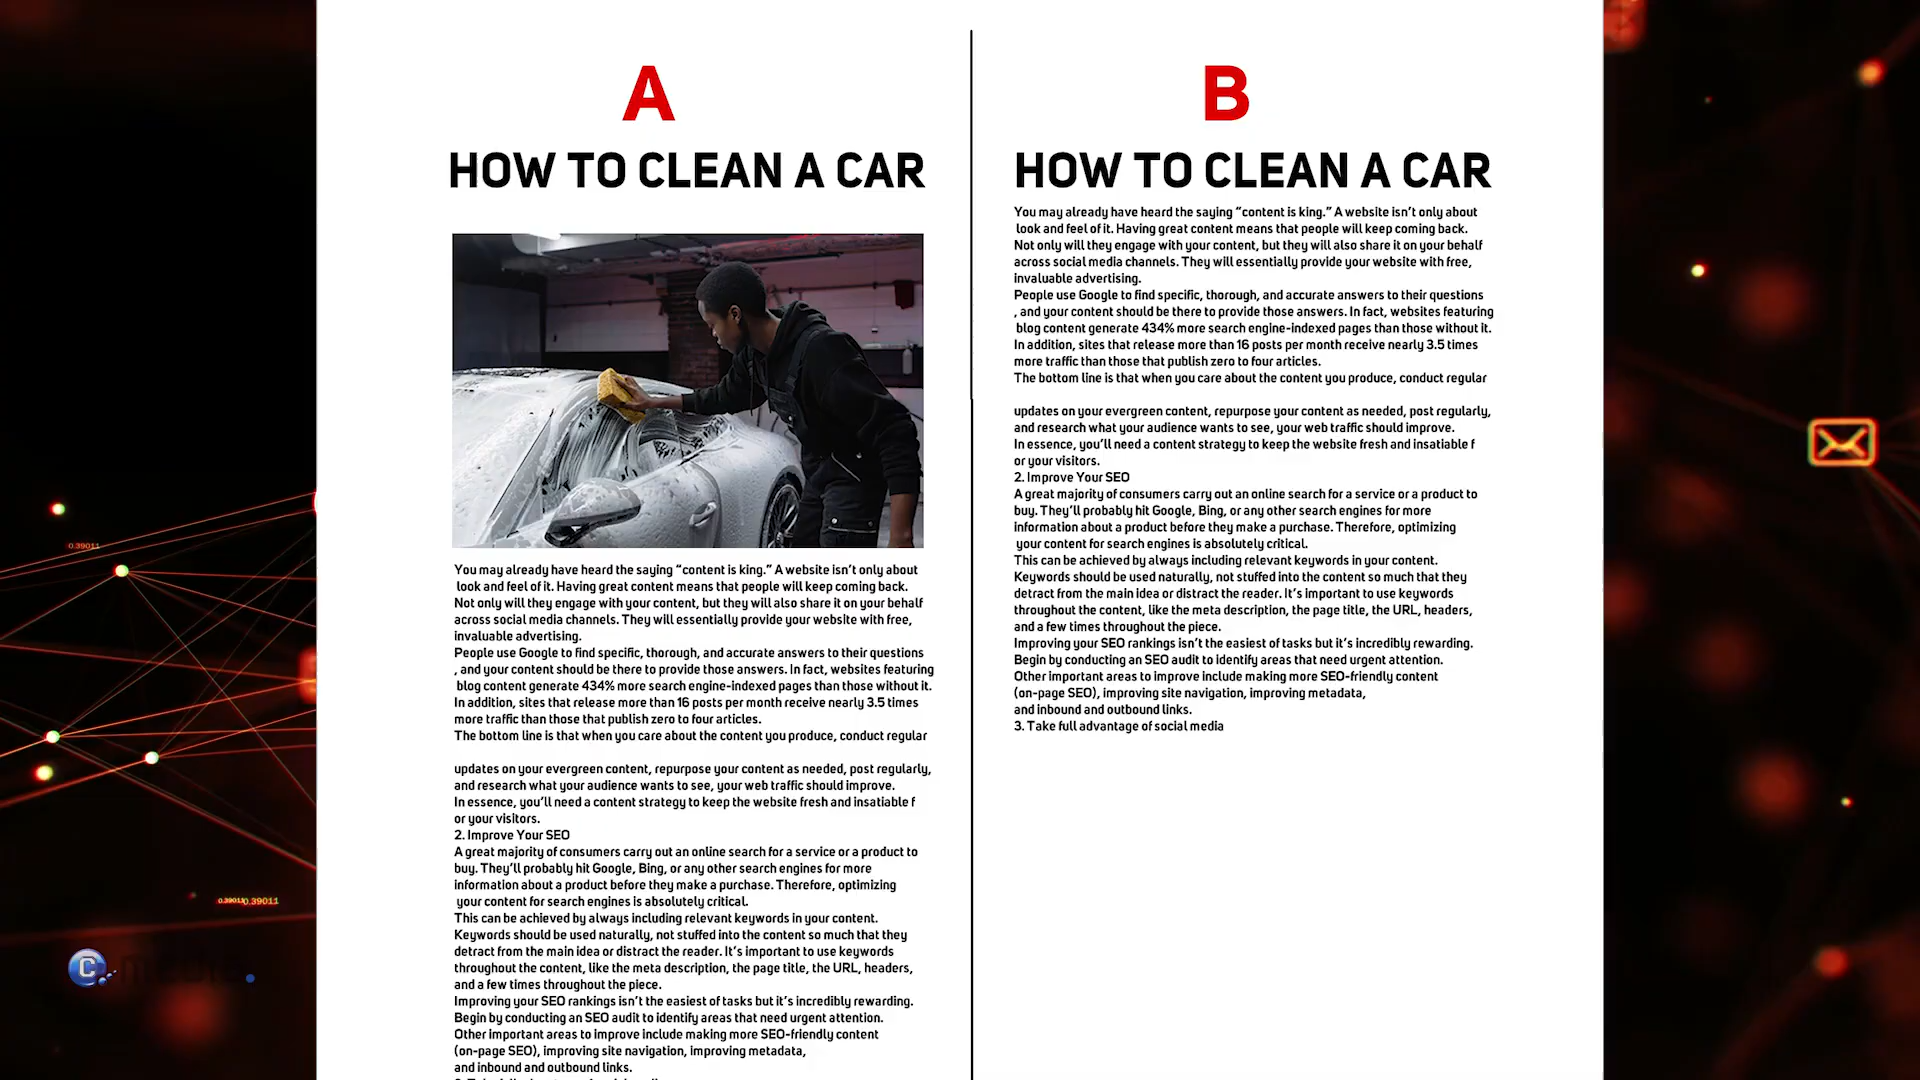 A
HOW TO CLEAN A CAR
You may already have heard the saying “content is king.” A website isn’t only about
look and feel of it. Having great content means that people will keep coming back.
Not only will they engage with your content, but they will also share it on your behalf
across social media channels. They will essentially provide your website with free,
invaluable advertising.
People use Google to find specific, thorough, and accurate answers to their questions
, and your content should be there to provide those answers. In fact, websites featuring
blog content generate 434% more search engine-indexed pages than those without it.
In addition, sites that release more than 16 posts per month receive nearly 3.5 times
more traffic than those that publish zero to four articles.
The bottom line is that when you care about the content you produce, conduct regular
updates on your evergreen content, repurpose your content as needed, post regularly,
and research what your audience wants to see, your web traffic should improve.
In essence, you’ll need a content strategy to keep the website fresh and insatiable f
or your visitors.
2. Improve Your SEO
A great majority of consumers carry out an online search for a service or a product to
buy. They’ll probably hit Google, Bing, or any other search engines for more
information about a product before they make a purchase. Therefore, optimizing
your content for search engines is absolutely critical.
This can be achieved by always including relevant keywords in your content.
Keywords should be used naturally, not stuffed into the content so much that they
detract from the main idea or distract the reader. It’s important to use keywords
throughout the content, like the meta description, the page title, the URL, headers,
and a few times throughout the piece.
Improving your SEO rankings isn’t the easiest of tasks but it’s incredibly rewarding.
Begin by conducting an SEO audit to identify areas that need urgent attention.
Other important areas to improve include making more SEO-friendly content
(on-page SEO), improving site navigation, improving metadata,
and inbound and outbound links.
B
HOW TO CLEAN A CAR
You may already have heard the saying “content is king.” A website isn’t only about
look and feel of it. Having great content means that people will keep coming back.
Not only will they engage with your content, but they will also share it on your behalf
across social media channels. They will essentially provide your website with free,
invaluable advertising.
People use Google to find specific, thorough, and accurate answers to their questions
, and your content should be there to provide those answers. In fact, websites featuring
blog content generate 434% more search engine-indexed pages than those without it.
In addition, sites that release more than 16 posts per month receive nearly 3.5 times
more traffic than those that publish zero to four articles.
The bottom line is that when you care about the content you produce, conduct regular
updates on your evergreen content, repurpose your content as needed, post regularly,
and research what your audience wants to see, your web traffic should improve.
In essence, you’ll need a content strategy to keep the website fresh and insatiable f
or your visitors.
2. Improve Your SEO
A great majority of consumers carry out an online search for a service or a product to
buy. They’ll probably hit Google, Bing, or any other search engines for more
information about a product before they make a purchase. Therefore, optimizing
your content for search engines is absolutely critical.
This can be achieved by always including relevant keywords in your content.
Keywords should be used naturally, not stuffed into the content so much that they
detract from the main idea or distract the reader. It’s important to use keywords
throughout the content, like the meta description, the page title, the URL, headers,
and a few times throughout the piece.
Improving your SEO rankings isn’t the easiest of tasks but it’s incredibly rewarding.
Begin by conducting an SEO audit to identify areas that need urgent attention.
Other important areas to improve include making more SEO-friendly content
(on-page SEO), improving site navigation, improving metadata,
and inbound and outbound links.
3. Take full advantage of social media
0.39011
0.39011
C